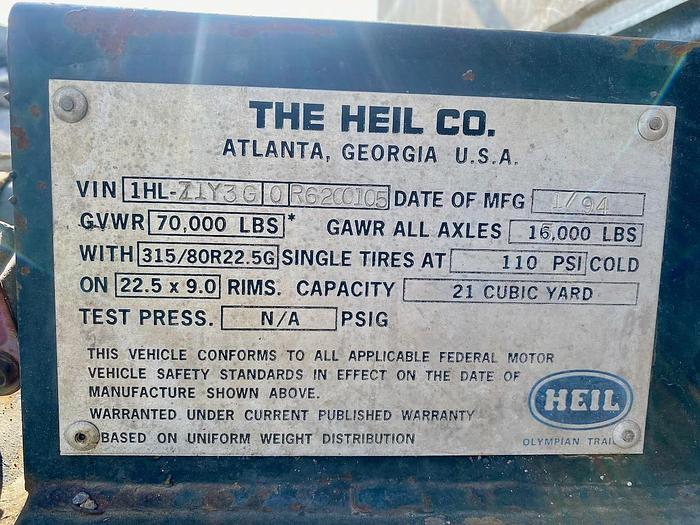 THE HEIL CO.
ATLANTA, GEORGIA U.S.A.
VIN 1HL-Z1Y3G 0 R6200105 DATE OF MFG 1/94
GVWR 70,000 LBS* GAWR ALL AXLES 16,000 LBS
WITH 315/80R22.5G SINGLE TIRES AT 110 PSI COLD
ON 22.5 x 9.0 RIMS. CAPACITY 21 CUBIC YARD
TEST PRESS. N/A PSIG
THIS VEHICLE CONFORMS TO ALL APPLICABLE FEDERAL MOTOR
VEHICLE SAFETY STANDARDS IN EFFECT ON THE DATE OF
MANUFACTURE SHOWN ABOVE.
WARRANTED UNDER CURRENT PUBLISHED WARRANTY
BASED ON UNIFORM WEIGHT DISTRIBUTION
HEIL
OLYMPIAN